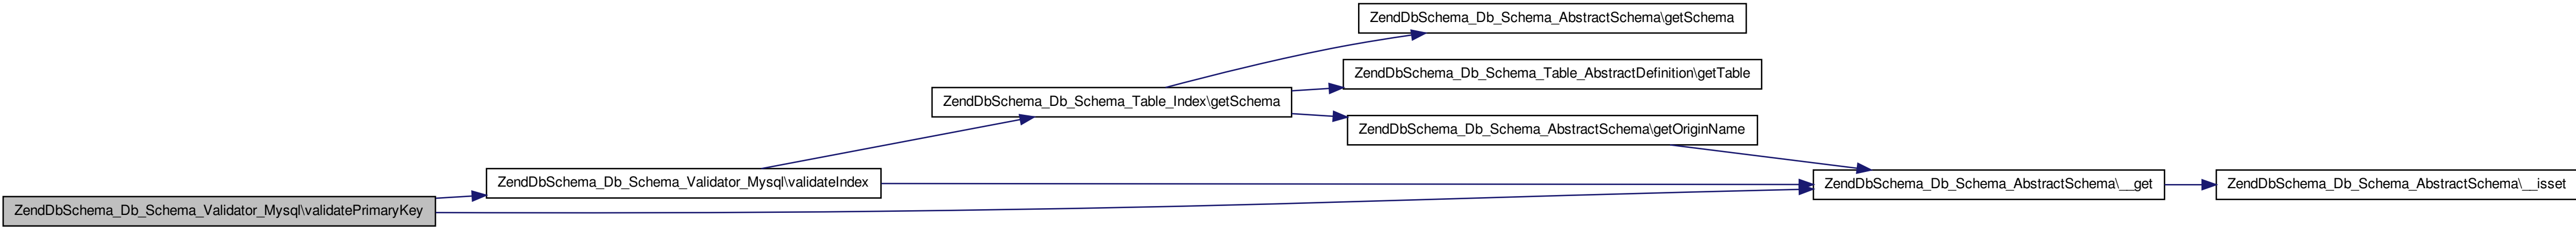 ZendDbSchema_Db_Schema_AbstractSchema\getSchema
ZendDbSchema_Db_Schema_Table_AbstractDefinition\getTable
ZendDbSchema_Db_Schema_Table_Index\getSchema
ZendDbSchema_Db_Schema_AbstractSchema\getOriginName
ZendDbSchema_Db_Schema_Validator_Mysql\validateIndex
ZendDbSchema_Db_Schema_AbstractSchema\__get
ZendDbSchema_Db_Schema_AbstractSchema\__isset
ZendDbSchema_Db_Schema_Validator_Mysql\validatePrimaryKey